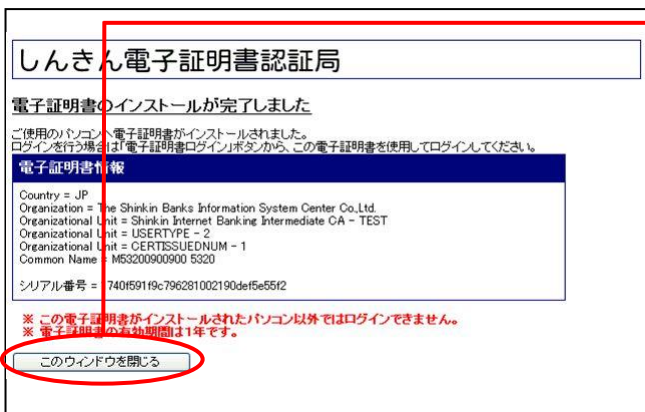 しんきん電子証明書認証局
電子証明書のインストールが完了しました
ご使用のパソコンへ電子証明書がインストールされました。
ログインを行う場合は「電子証明書ログイン」ボタンから、この電子証明書を使用してログインしてください。
電子証明書情報
Country = JP
Organization = The Shinkin Banks Information System Center Co.,Ltd.
Organizational Unit = Shinkin Internet Banking Intermediate CA - TEST
Organizational Unit = USERTYPE - 2
Organizational Unit = CERTISSUEDNUM - 1
Common Name = M53200900900 5320
シリアル番号 = 740f591f9c796281002190def5e55f2
※ この電子証明書がインストールされたパソコン以外ではログインできません。
※ 電子証明書の有効期間は1年です。
このウィンドウを閉じる